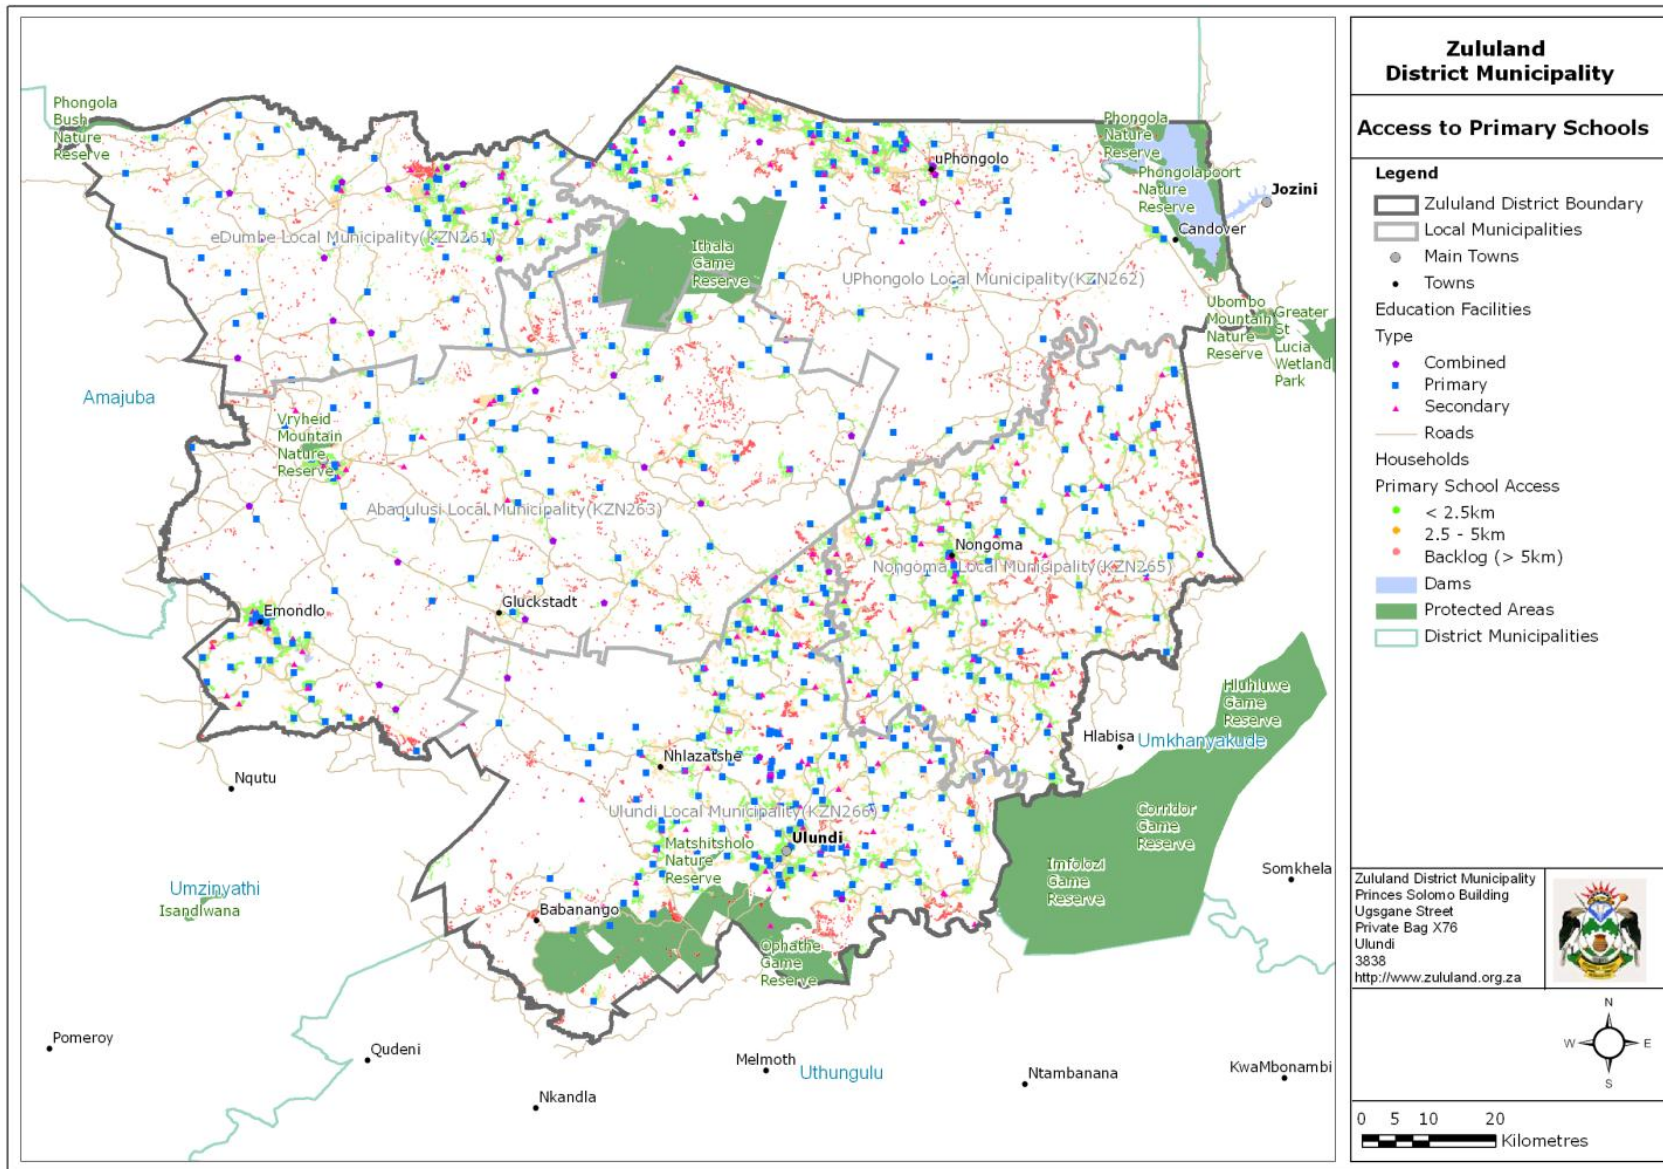 Zululand
District Municipality
Access to Primary Schools
Legend
Zululand District Boundary
Local Municipalities
Main Towns
Towns
Education Facilities
Type
Combined
Primary
Secondary
Roads
Households
Primary School Access
< 2.5km
2.5 - 5km
Backlog (> 5km)
Dams
Protected Areas
District Municipalities
Zululand District Municipality
Princes Solomo Building
Ugsgane Street
Private Bag X76
Ulundi
3838
http://www.zululand.org.za
N
W
E
S
0 5 10 20
Kilometres
Phongola
Bush
Nature
Reserve
eDumbe Local Municipality(KZN261)
Ithala
Game
Reserve
uPhongolo
Phongola
Nature
Reserve
Phongolapoort
Nature
Reserve
Jozini
Candover
UPhongolo Local Municipality(KZN262)
Ubombo
Mountain
Nature
Reserve
Greater
St
Lucia
Wetland
Park
Amajuba
Vryheid
Mountain
Nature
Reserve
Abaqulusi Local Municipality(KZN263)
Nongoma
Nongoma Local Municipality(KZN265)
Emondlo
Gluckstadt
Hluhluwe
Game
Reserve
Hlabisa
Umkhanyakude
Nqutu
Nhlazatshe
Ulundi Local Municipality(KZN266)
Corridor
Game
Reserve
Ulundi
Matshitsholo
Nature
Reserve
Imfolozi
Game
Reserve
Somkhela
Umzinyathi
Isandlwana
Babanango
Ophathe
Game
Reserve
Pomeroy
Qudeni
Melmoth
Uthungulu
Ntambanana
KwaMbonambi
Nkandla